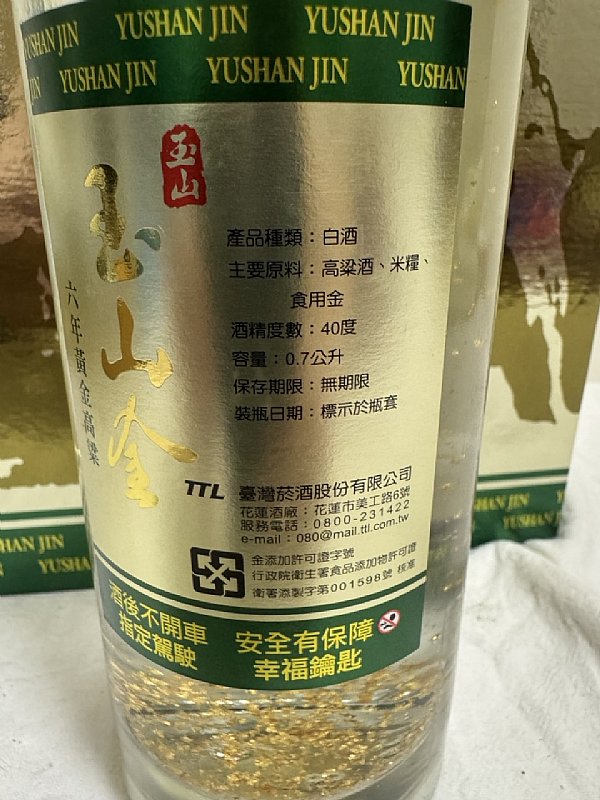 YUSHAN JIN YUSHAN JIN YUSHAN JIN
JIN YUSHAN JIN YUSHAN JIN YUSHAN
玉山
玉山金
六年黃金高粱
產品種類：白酒
主要原料：高粱酒、米糧、
食用金
酒精度數：40度
容量：0.7公升
保存期限：無期限
裝瓶日期：標示於瓶套
TTL 臺灣菸酒股份有限公司
花蓮酒廠：花蓮市美工路6號
服務電話：0800-231422
e-mail：080@mail.ttl.com.tw
金添加許可證字號
行政院衛生署食品添加物許可證
衛署添製字第001598號 核准
酒後不開車
指定駕駛
安全有保障
幸福鑰匙
SHAN JIN
YUSHAN
YUSHAN JIN
YUSHAN JIN